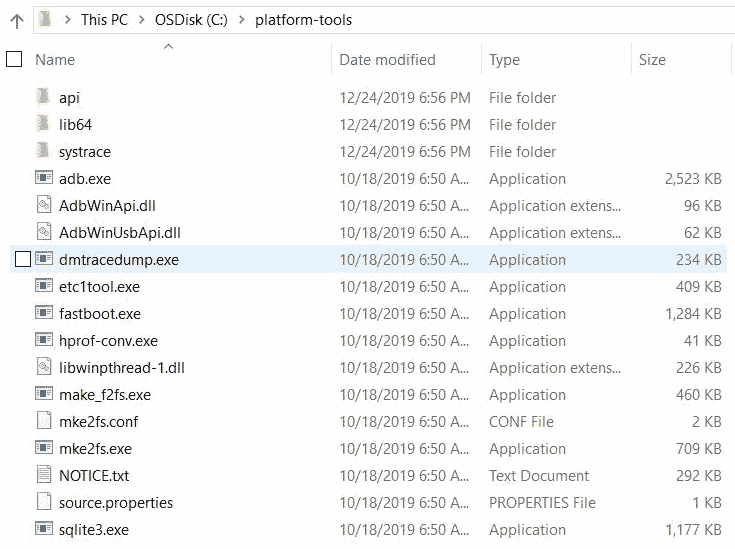 This PC > OSDisk (C:) > platform-tools
Name Date modified Type Size
api 12/24/2019 6:56 PM File folder
lib64 12/24/2019 6:56 PM File folder
systrace 12/24/2019 6:56 PM File folder
adb.exe 10/18/2019 6:50 A... Application 2,523 KB
AdbWinApi.dll 10/18/2019 6:50 A... Application extens... 96 KB
AdbWinUsbApi.dll 10/18/2019 6:50 A... Application extens... 62 KB
dmtracedump.exe 10/18/2019 6:50 A... Application 234 KB
etc1tool.exe 10/18/2019 6:50 A... Application 409 KB
fastboot.exe 10/18/2019 6:50 A... Application 1,284 KB
hprof-conv.exe 10/18/2019 6:50 A... Application 41 KB
libwinpthread-1.dll 10/18/2019 6:50 A... Application extens... 226 KB
make_f2fs.exe 10/18/2019 6:50 A... Application 460 KB
mke2fs.conf 10/18/2019 6:50 A... CONF File 2 KB
mke2fs.exe 10/18/2019 6:50 A... Application 709 KB
NOTICE.txt 10/18/2019 6:50 A... Text Document 292 KB
source.properties 10/18/2019 6:50 A... PROPERTIES File 1 KB
sqlite3.exe 10/18/2019 6:50 A... Application 1,177 KB